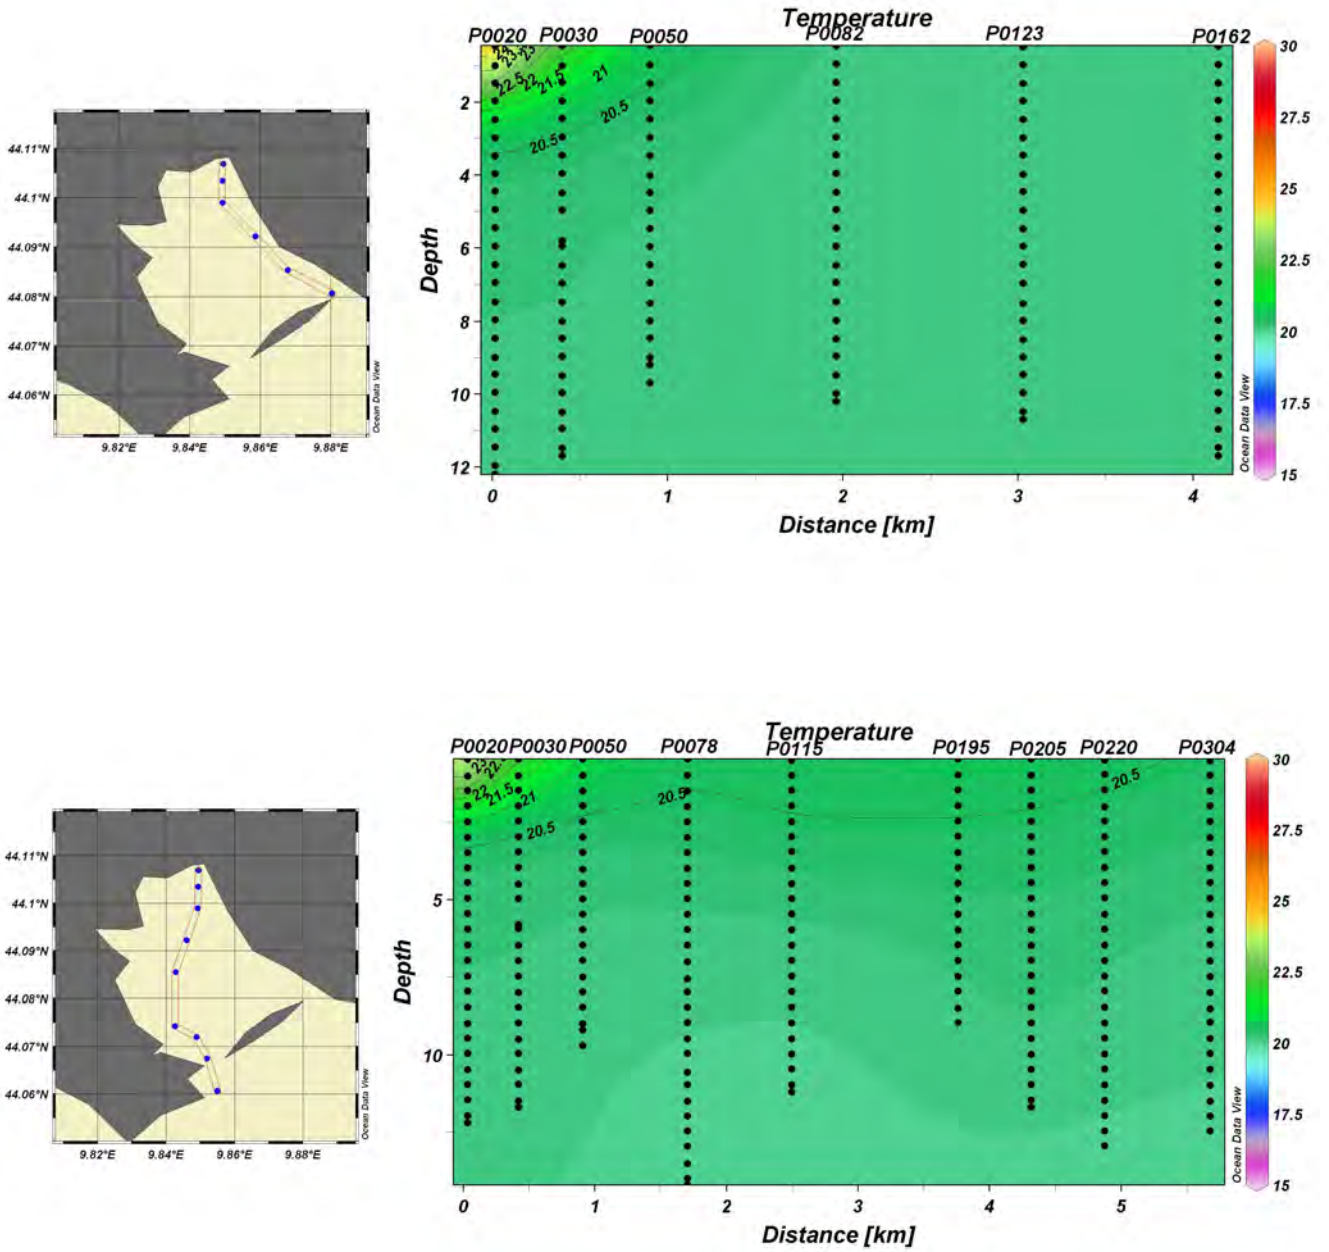 Temperature
P0020 P0030 P0050 P0082 P0123 P0162
23
22.5
22
21.5
21
20.5
20.5
2
4
6
8
10
12
Depth
0 1 2 3 4
Distance [km]
30
27.5
25
22.5
20
17.5
15
Ocean Data View
44.11°N
44.1°N
44.09°N
44.08°N
44.07°N
44.06°N
9.82°E 9.84°E 9.86°E 9.88°E
Ocean Data View
Temperature
P0020 P0030 P0050 P0078 P0115 P0195 P0205 P0220 P0304
22
21.5
21
20.5
20.5
20.5
5
10
Depth
0 1 2 3 4 5
Distance [km]
30
27.5
25
22.5
20
17.5
15
Ocean Data View
44.11°N
44.1°N
44.09°N
44.08°N
44.07°N
44.06°N
9.82°E 9.84°E 9.86°E 9.88°E
Ocean Data View